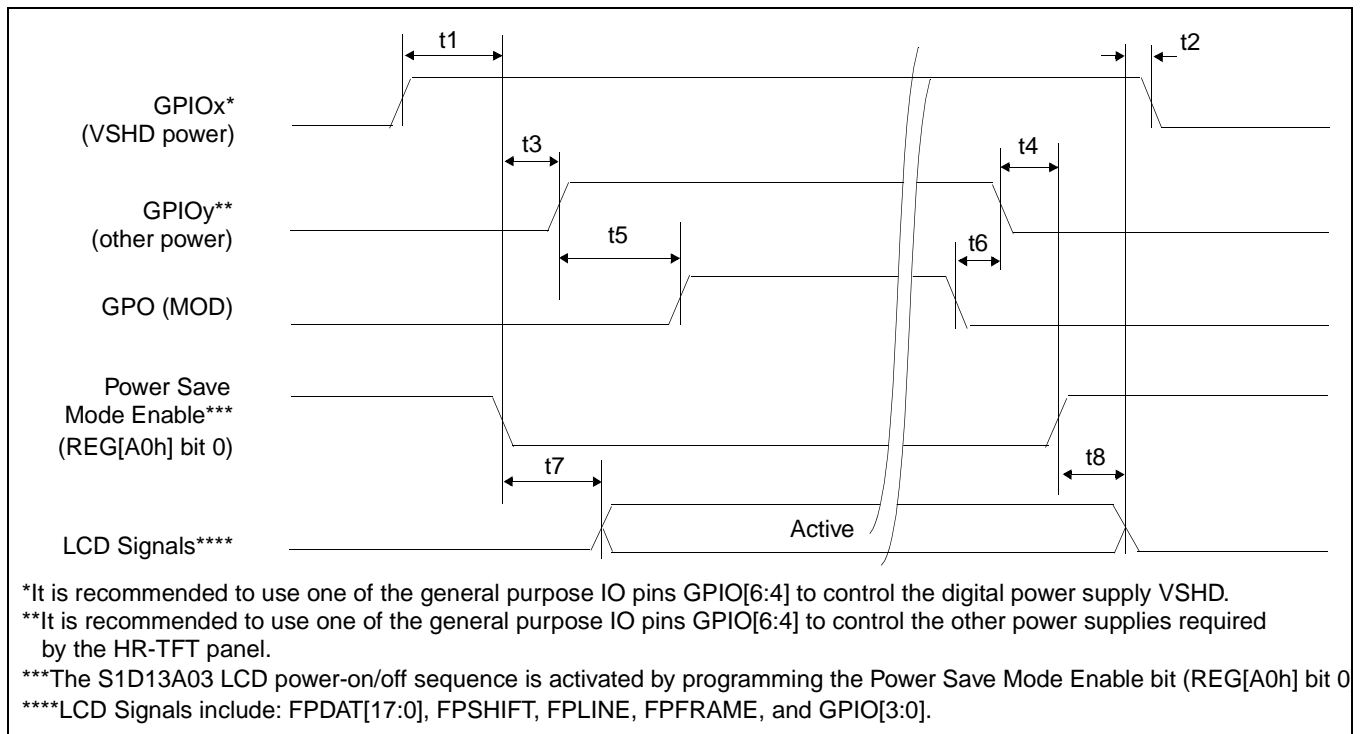 t1
t2
GPIOx*
(VSHD power)
t3
t4
GPIOy**
(other power)
t5
t6
GPO (MOD)
Power Save
Mode Enable***
(REG[A0h] bit 0)
t7
t8
LCD Signals****
Active
*It is recommended to use one of the general purpose IO pins GPIO[6:4] to control the digital power supply VSHD.
**It is recommended to use one of the general purpose IO pins GPIO[6:4] to control the other power supplies required
by the HR-TFT panel.
***The S1D13A03 LCD power-on/off sequence is activated by programming the Power Save Mode Enable bit (REG[A0h] bit 0
****LCD Signals include: FPDAT[17:0], FPSHIFT, FPLINE, FPFRAME, and GPIO[3:0].